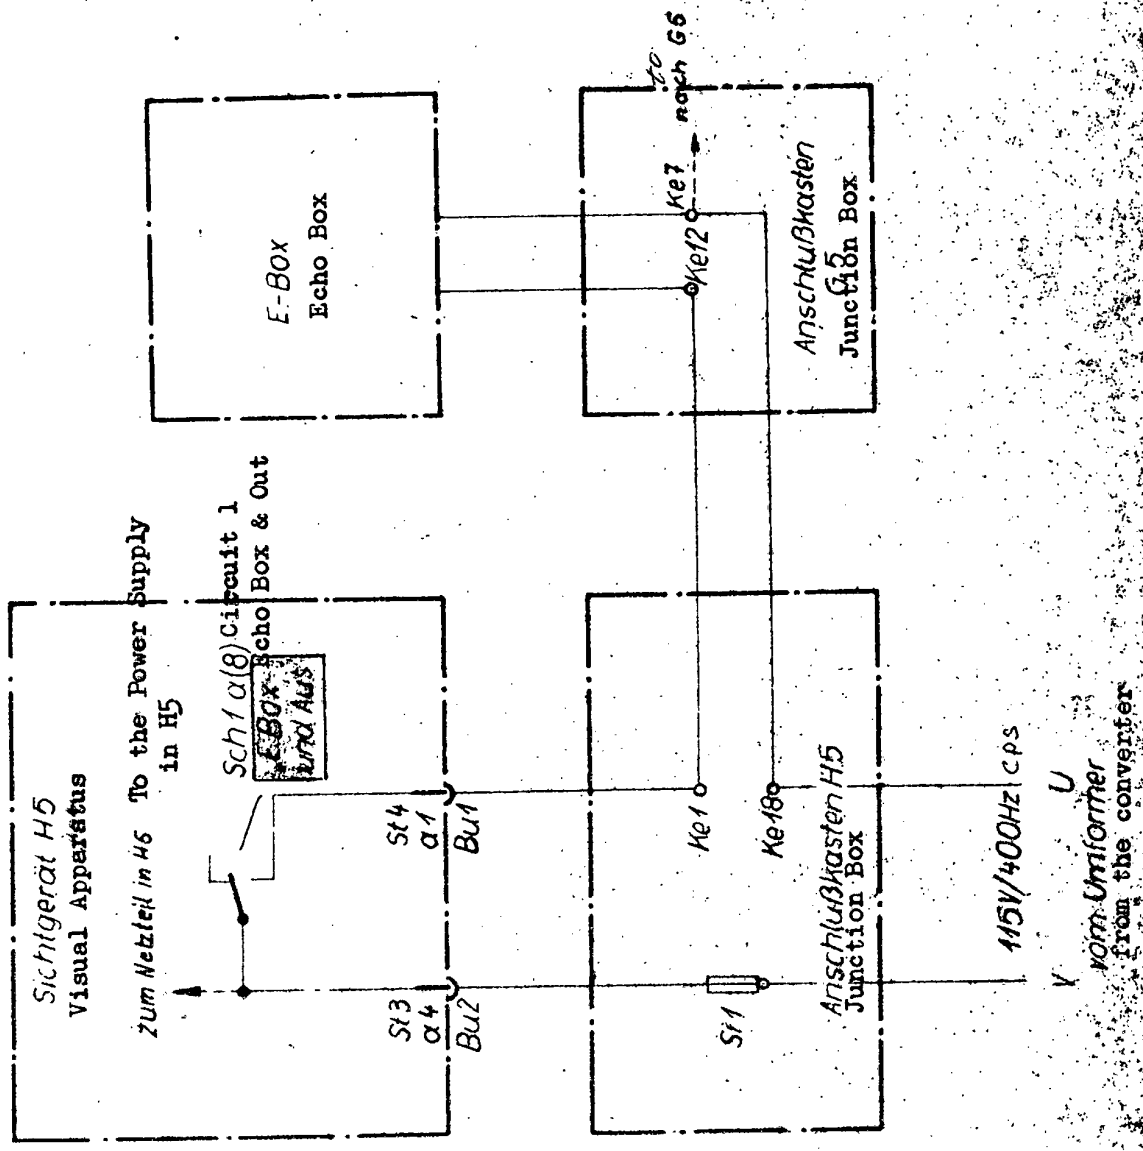 Sichtgerät H5
Visual Apparatus
zum Netzteil in H6
To the Power Supply
in H5
Sch1 a(8) Circuit 1
E Box
und Aus
Echo Box & Out
St3
a4
Bu2
St4
a1
Bu1
E-Box
Echo Box
Si1
Ke1
Ke18
Anschlußkasten H5
Junction Box
Ke12
Ke7
to
nach G5
Anschlußkasten
G5
Junction Box
115V/400Hz cps
V
U
vom Umformer
from the converter